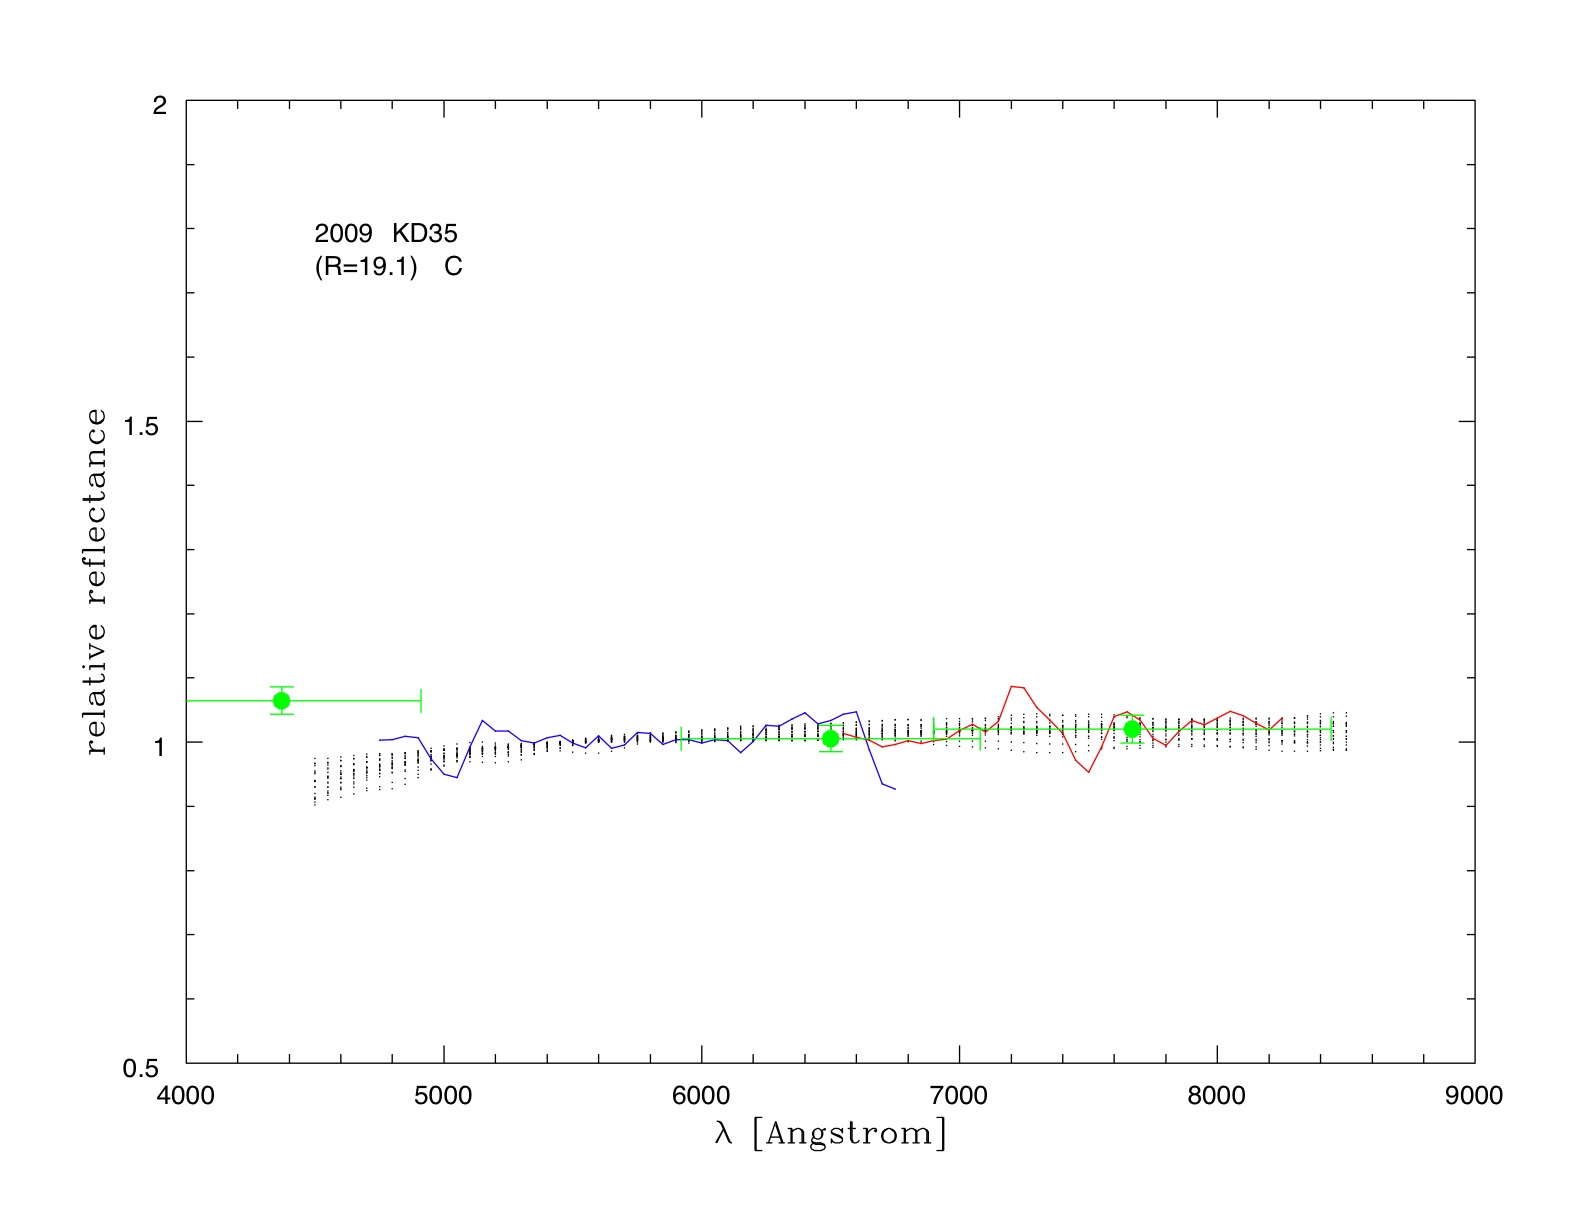 2
2009 KD35
(R=19.1) C
1.5
relative reflectance
1
0.5
4000 5000 6000 7000 8000 9000
λ [Angstrom]